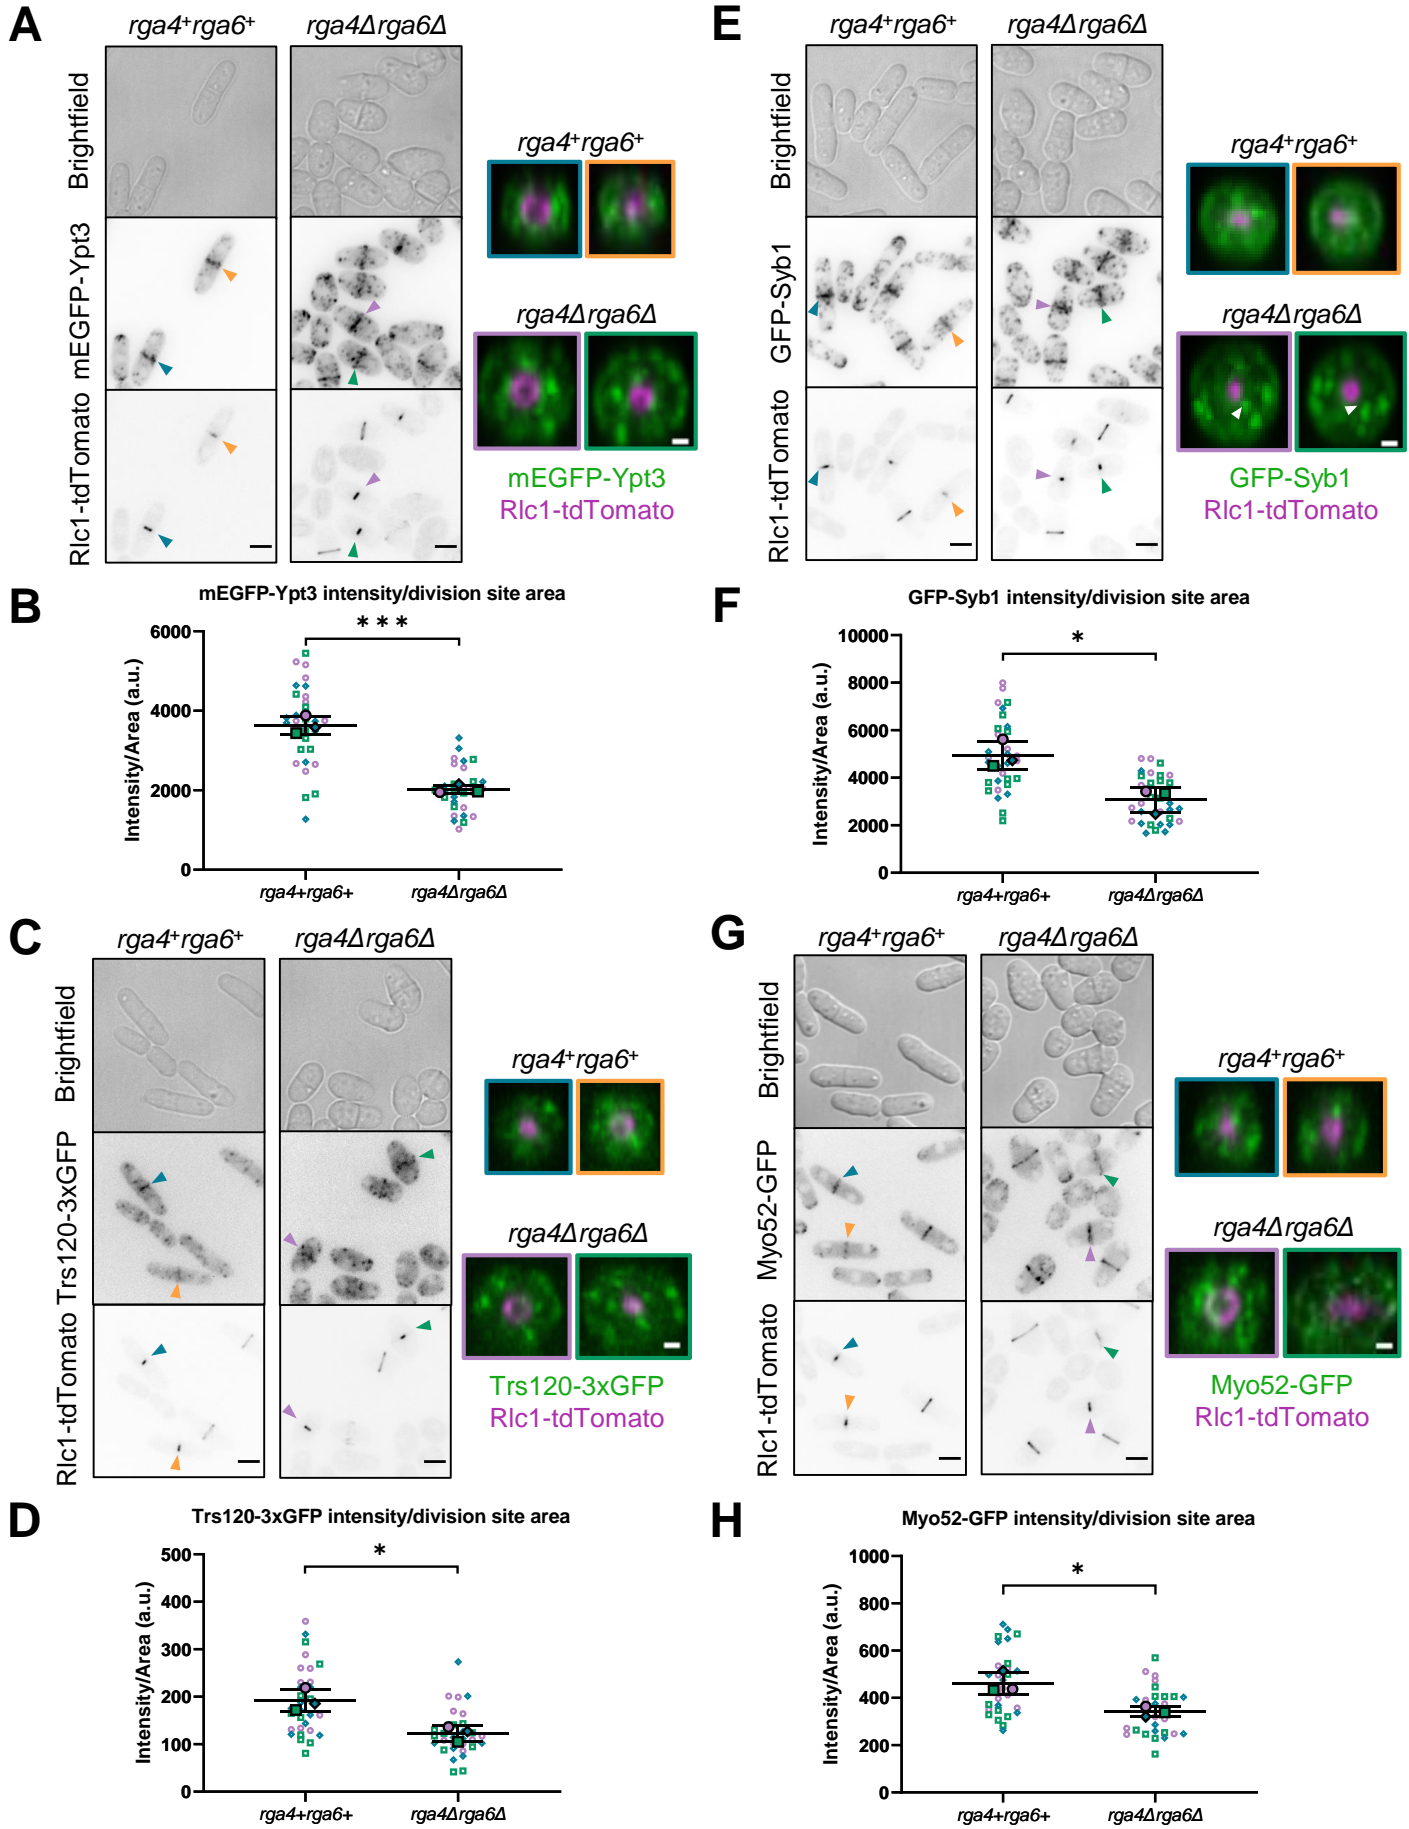 A
rga4⁺rga6⁺
rga4Δrga6Δ
Brightfield
mEGFP-Ypt3
Rlc1-tdTomato
rga4⁺rga6⁺
rga4Δrga6Δ
mEGFP-Ypt3
Rlc1-tdTomato
B
mEGFP-Ypt3 intensity/division site area
***
Intensity/Area (a.u.)
6000
4000
2000
0
rga4+rga6+
rga4Δrga6Δ
C
rga4⁺rga6⁺
rga4Δrga6Δ
Brightfield
Trs120-3xGFP
Rlc1-tdTomato
rga4⁺rga6⁺
rga4Δrga6Δ
Trs120-3xGFP
Rlc1-tdTomato
D
Trs120-3xGFP intensity/division site area
*
Intensity/Area (a.u.)
500
400
300
200
100
0
rga4+rga6+
rga4Δrga6Δ
E
rga4⁺rga6⁺
rga4Δrga6Δ
Brightfield
GFP-Syb1
Rlc1-tdTomato
rga4⁺rga6⁺
rga4Δrga6Δ
GFP-Syb1
Rlc1-tdTomato
F
GFP-Syb1 intensity/division site area
*
Intensity/Area (a.u.)
10000
8000
6000
4000
2000
0
rga4+rga6+
rga4Δrga6Δ
G
rga4⁺rga6⁺
rga4Δrga6Δ
Brightfield
Myo52-GFP
Rlc1-tdTomato
rga4⁺rga6⁺
rga4Δrga6Δ
Myo52-GFP
Rlc1-tdTomato
H
Myo52-GFP intensity/division site area
*
Intensity/Area (a.u.)
1000
800
600
400
200
0
rga4+rga6+
rga4Δrga6Δ